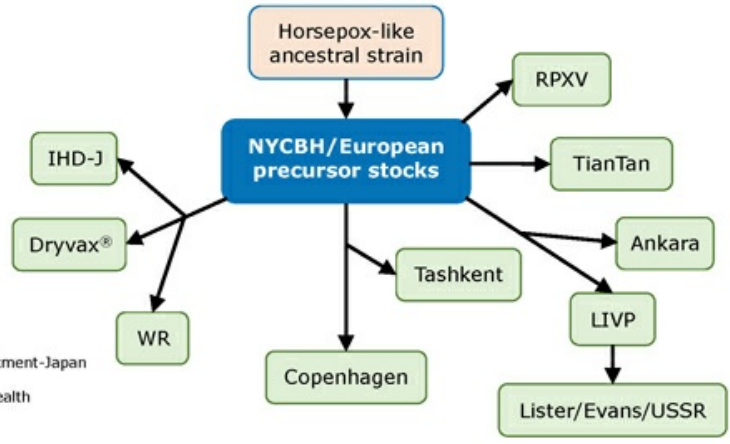 Horsepox-like
ancestral strain
NYCBH/European
precursor stocks
RPXV
TianTan
IHD-J
Dryvax®
WR
Ankara
Tashkent
LIVP
Copenhagen
Lister/Evans/USSR
-Japan